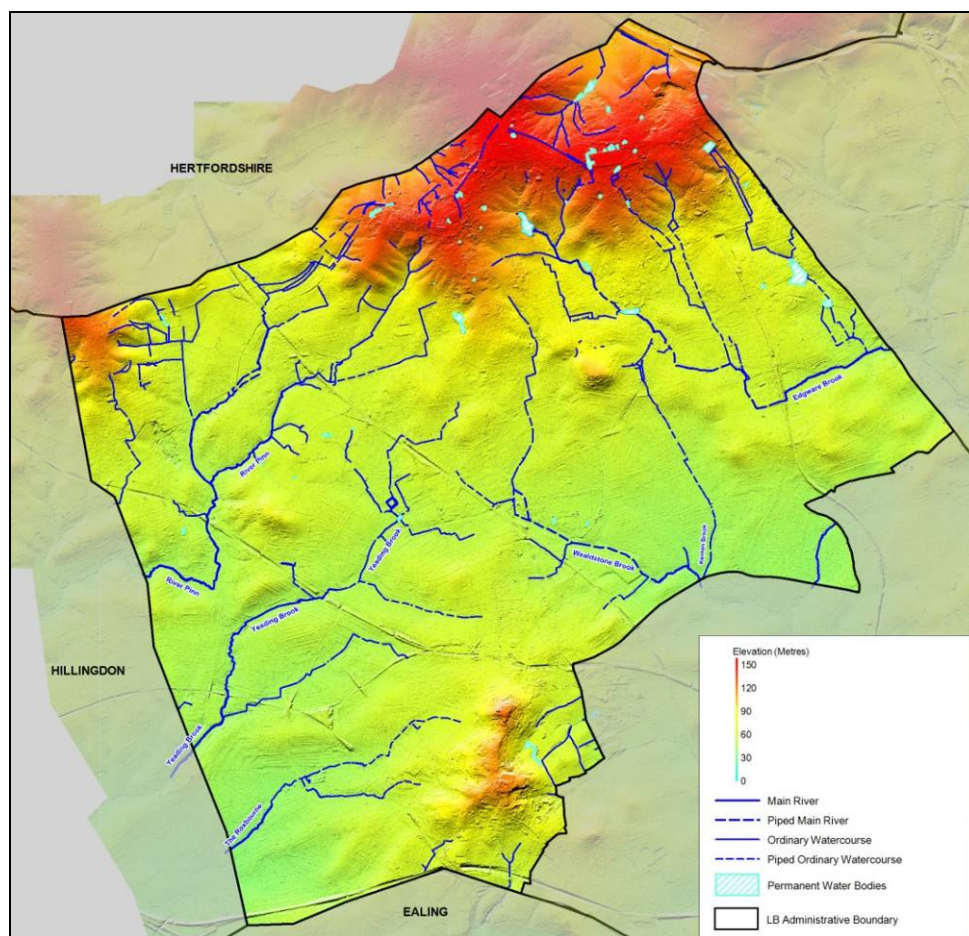 HERTFORDSHIRE
Edgware Brook
River Pinn
Yeading Brook
Kenton Brook
Wealdstone Brook
River Pinn
Yeading Brook
HILLINGDON
Yeading Brook
The Roxbourne
EALING
Elevation (Metres)
150
120
90
60
30
0
Main River
Piped Main River
Ordinary Watercourse
Piped Ordinary Watercourse
Permanent Water Bodies
LB Administrative Boundary